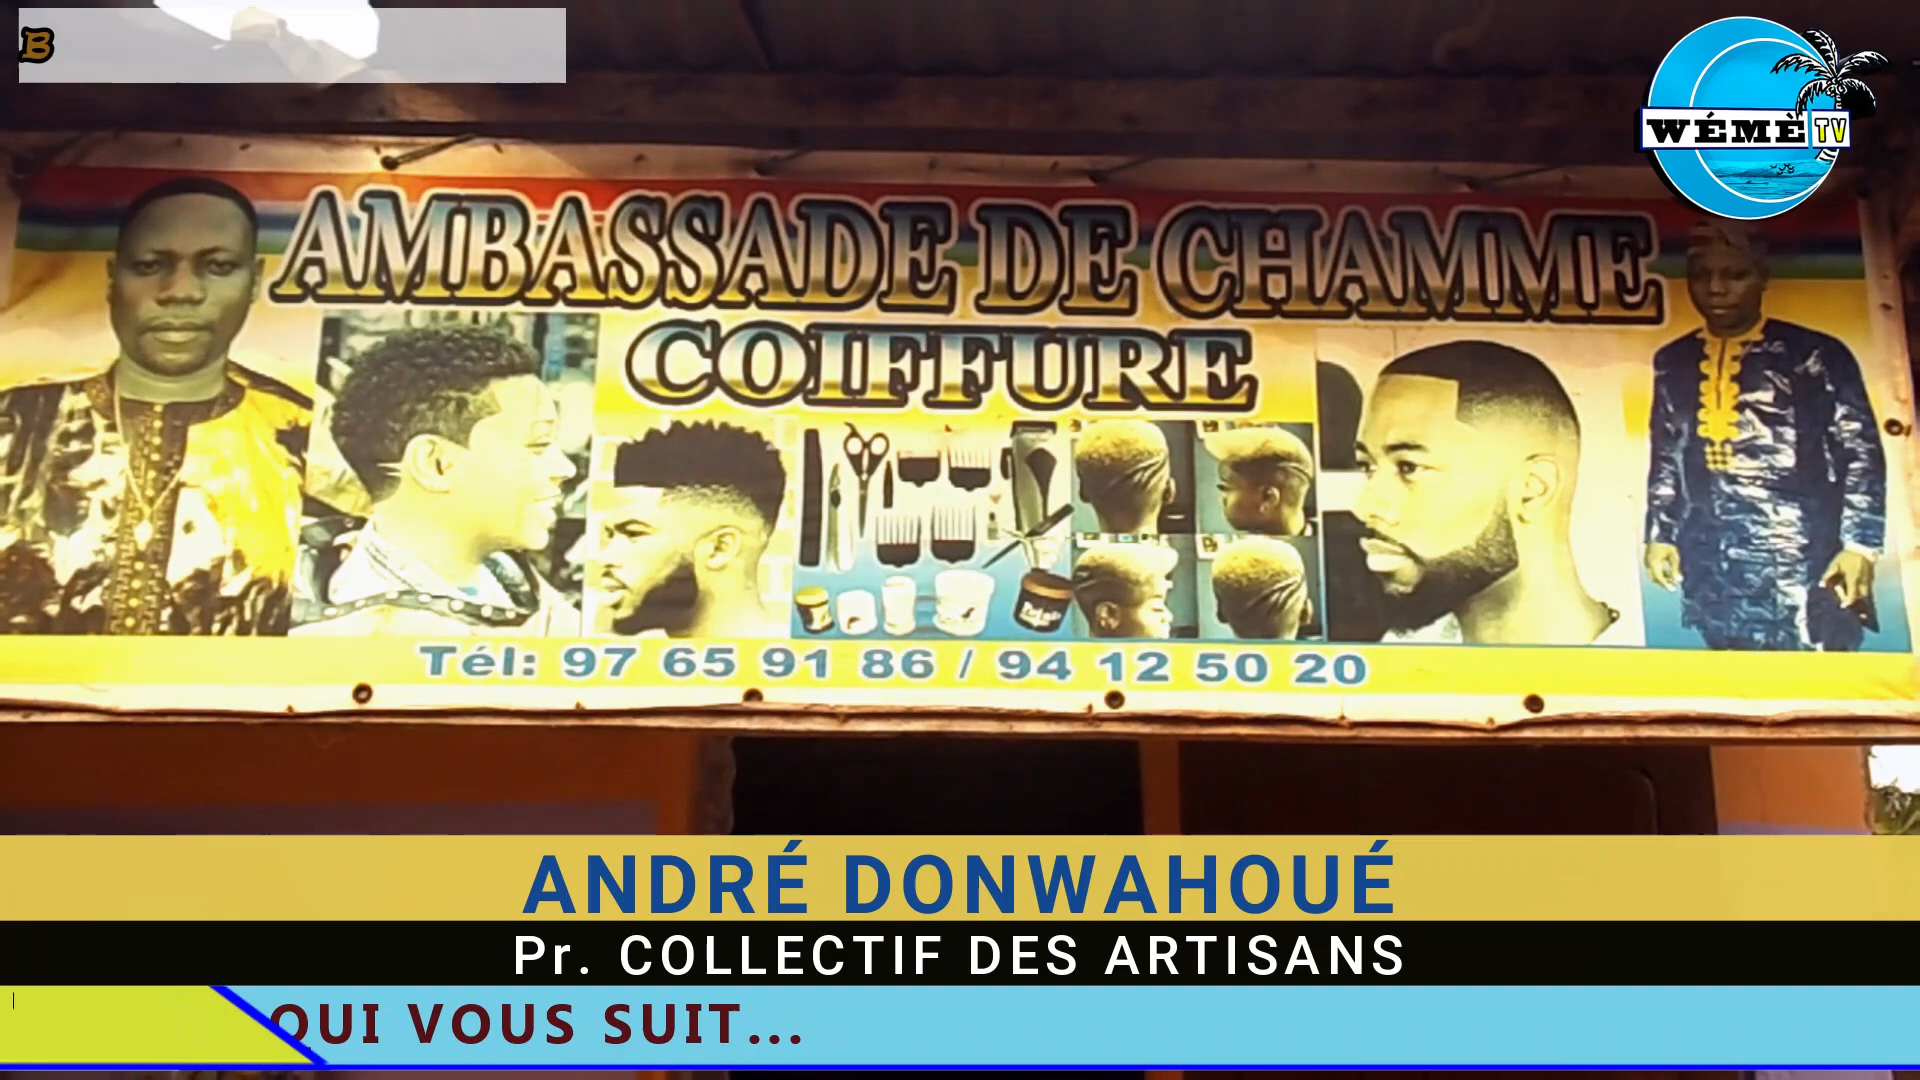 B
WÉMÈ TV
AMBASSADE DE CHAMME
COIFFURE
Tél: 97 65 91 86 / 94 12 50 20
ANDRÉ DONWAHOUÉ
Pr. COLLECTIF DES ARTISANS
QUI VOUS SUIT...